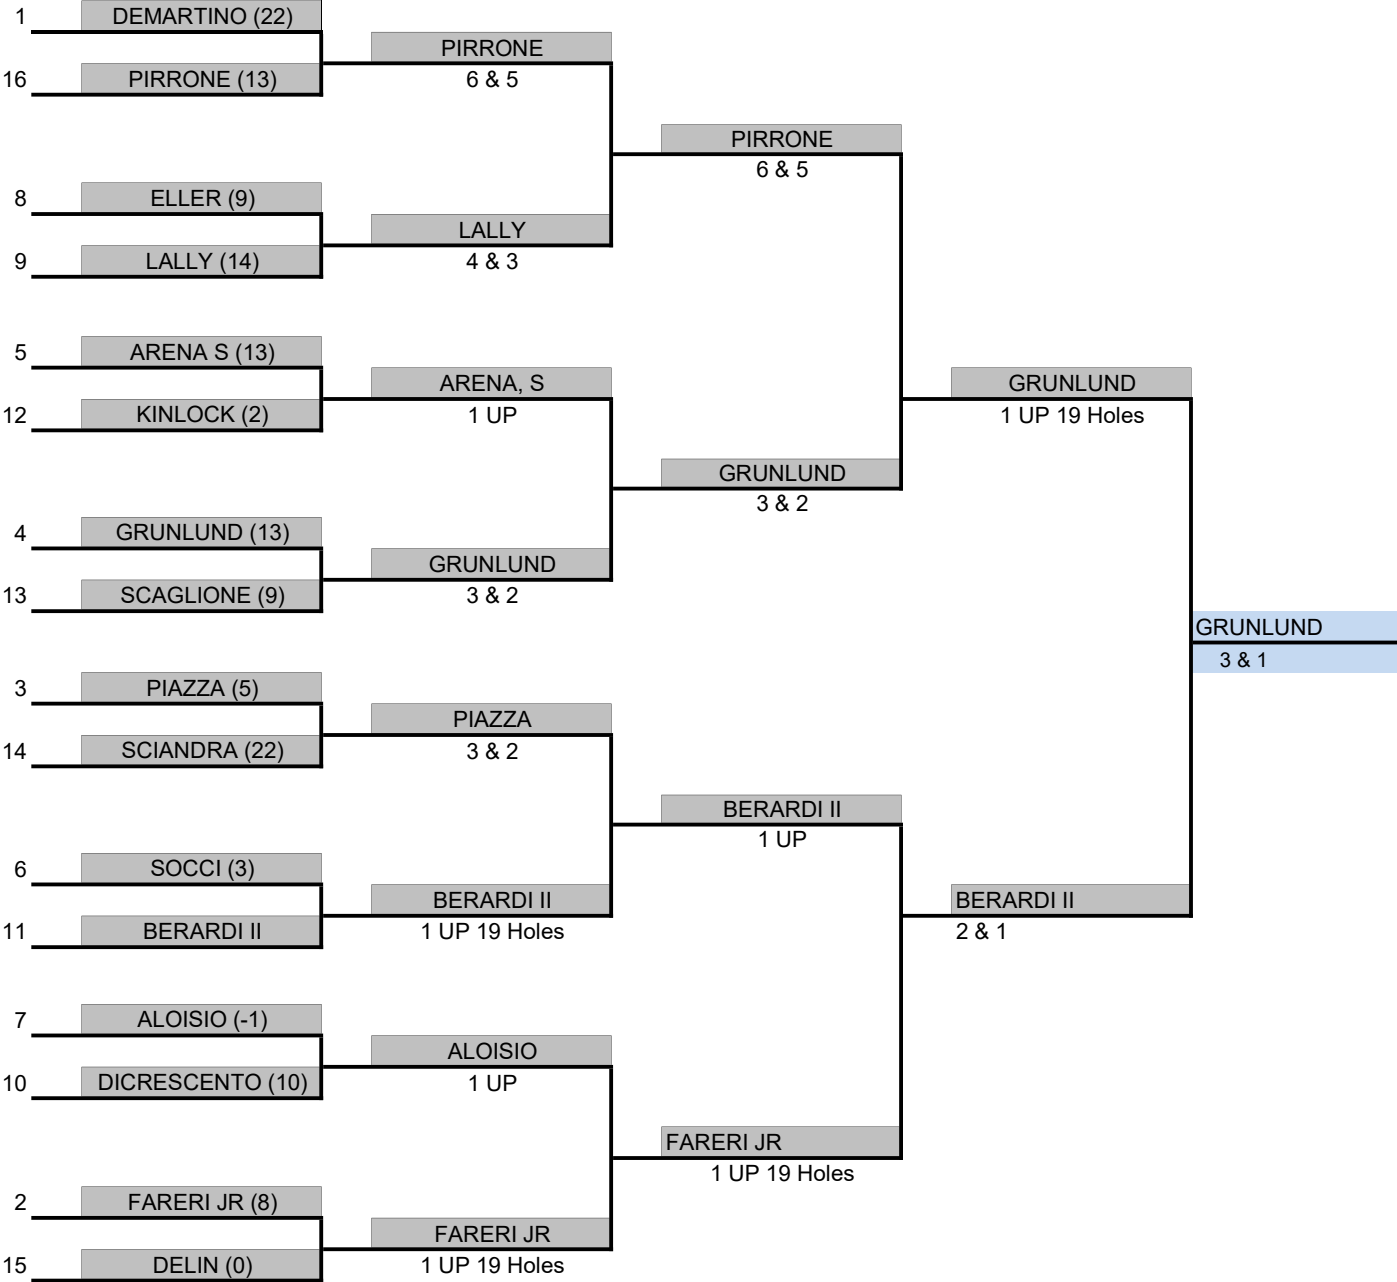 1 DEMARTINO (22)
16 PIRRONE (13)
8 ELLER (9)
9 LALLY (14)
5 ARENA S (13)
12 KINLOCK (2)
4 GRUNLUND (13)
13 SCAGLIONE (9)
3 PIAZZA (5)
14 SCIANDRA (22)
6 SOCCI (3)
11 BERARDI II
7 ALOISIO (-1)
10 DICRESCENTO (10)
2 FARERI JR (8)
15 DELIN (0)
PIRRONE
6 & 5
LALLY
4 & 3
ARENA, S
1 UP
GRUNLUND
3 & 2
PIAZZA
3 & 2
BERARDI II
1 UP 19 Holes
ALOISIO
1 UP
FARERI JR
1 UP 19 Holes
PIRRONE
6 & 5
GRUNLUND
3 & 2
BERARDI II
1 UP
FARERI JR
1 UP 19 Holes
GRUNLUND
1 UP 19 Holes
BERARDI II
2 & 1
GRUNLUND
3 & 1